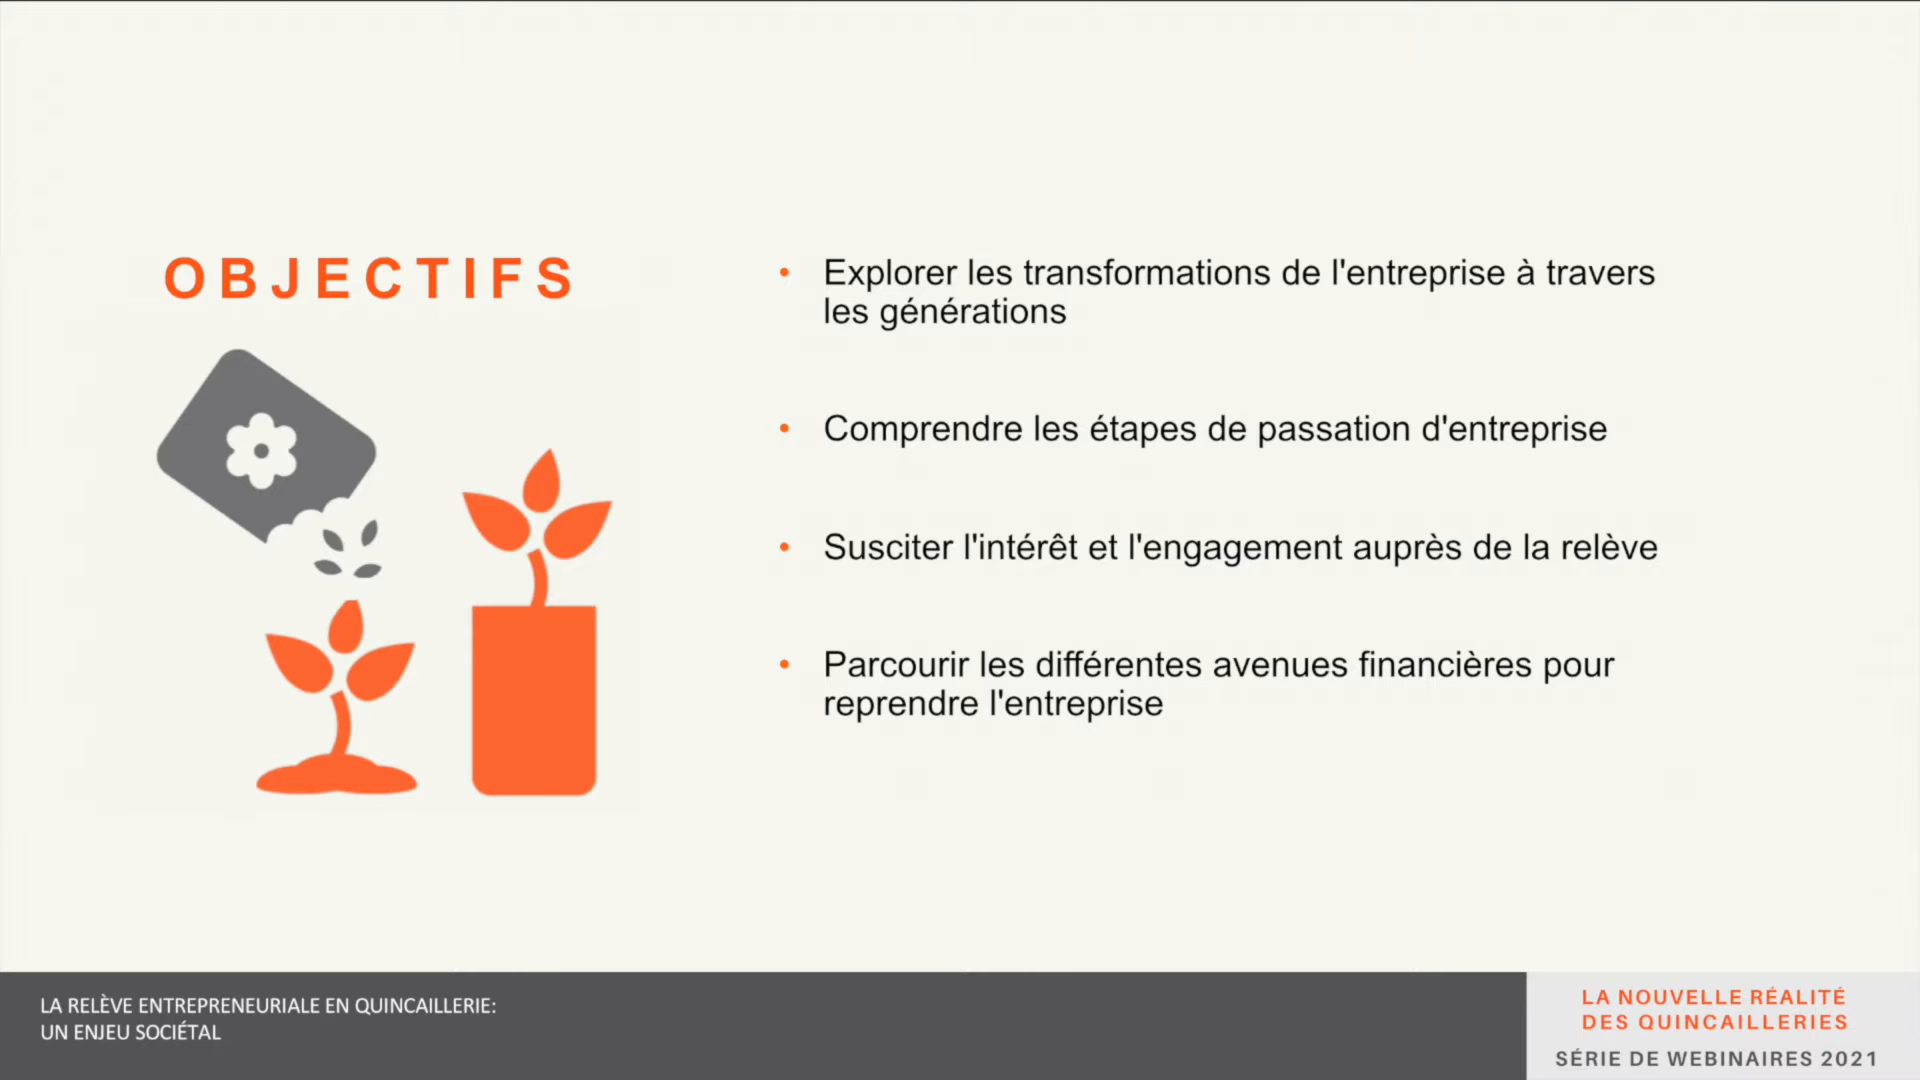 OBJECTIFS
• Explorer les transformations de l'entreprise à travers
les générations
• Comprendre les étapes de passation d'entreprise
• Susciter l'intérêt et l'engagement auprès de la relève
• Parcourir les différentes avenues financières pour
reprendre l'entreprise
LA RELÈVE ENTREPRENEURIALE EN QUINCAILLERIE:
UN ENJEU SOCIÉTAL
LA NOUVELLE RÉALITÉ
DES QUINCAILLERIES
SÉRIE DE WEBINAIRES 2021